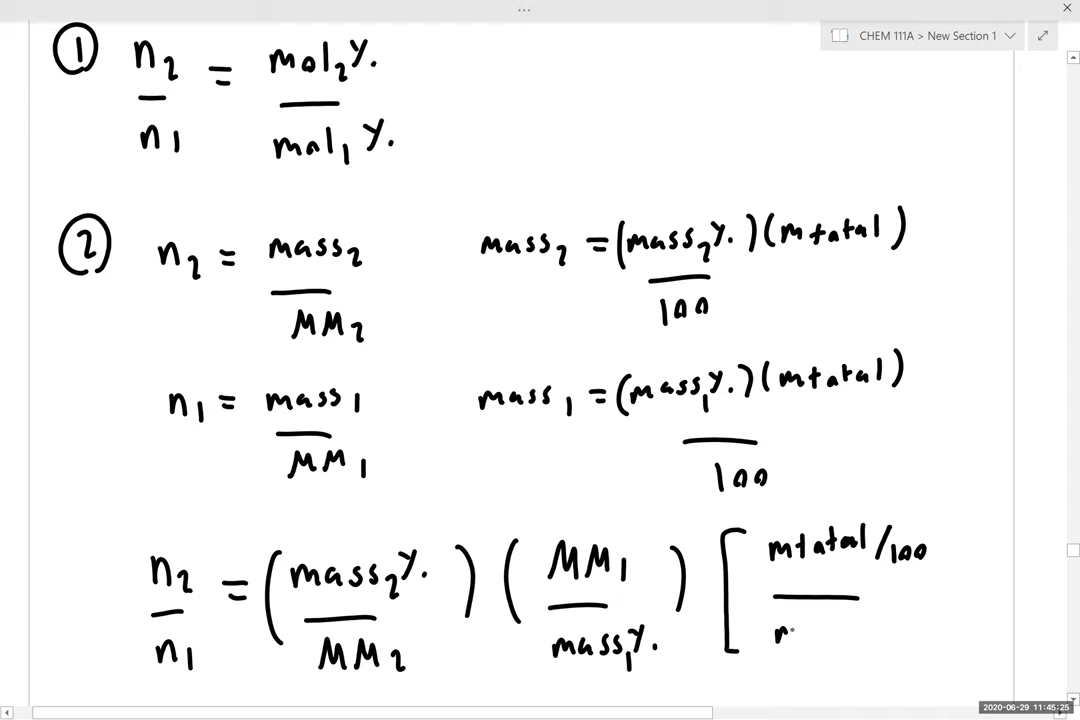 CHEM 111A > New Section 1
① n2 / n1 = mol2 % / mol1 %
② n2 = mass2 / MM2 mass2 = (mass2 %)(mtotal) / 100
n1 = mass1 / MM1 mass1 = (mass1 %)(mtotal) / 100
n2 / n1 = (mass2 % / MM2) (MM1 / mass1 %) [mtotal/100
2020-06-29 11:45:25